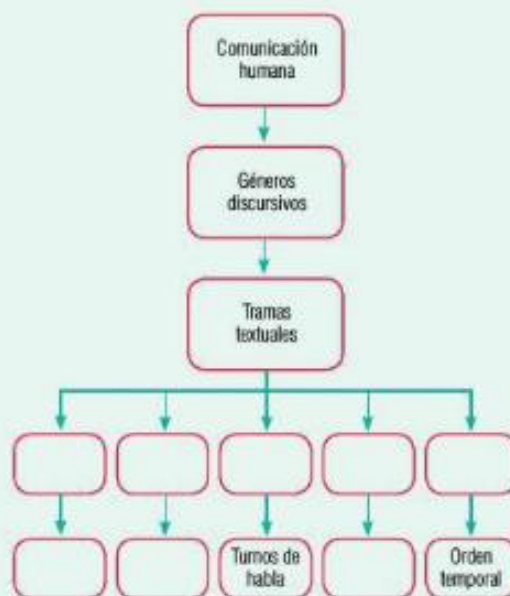 Comunicación
humana
Géneros
discursivos
Tramas
textuales
Turnos de
habla
Orden
temporal